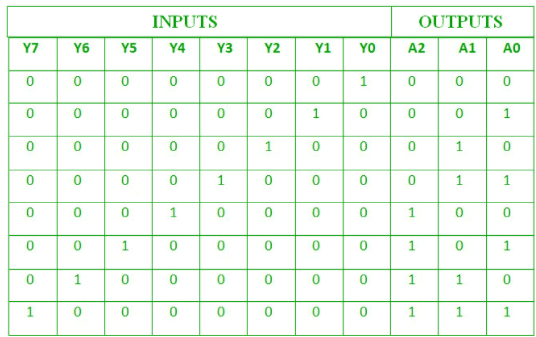 INPUTS OUTPUTS
Y7 Y6 Y5 Y4 Y3 Y2 Y1 Y0 A2 A1 A0
0 0 0 0 0 0 0 1 0 0 0
0 0 0 0 0 0 1 0 0 0 1
0 0 0 0 0 1 0 0 0 1 0
0 0 0 0 1 0 0 0 0 1 1
0 0 0 1 0 0 0 0 1 0 0
0 0 1 0 0 0 0 0 1 0 1
0 1 0 0 0 0 0 0 1 1 0
1 0 0 0 0 0 0 0 1 1 1